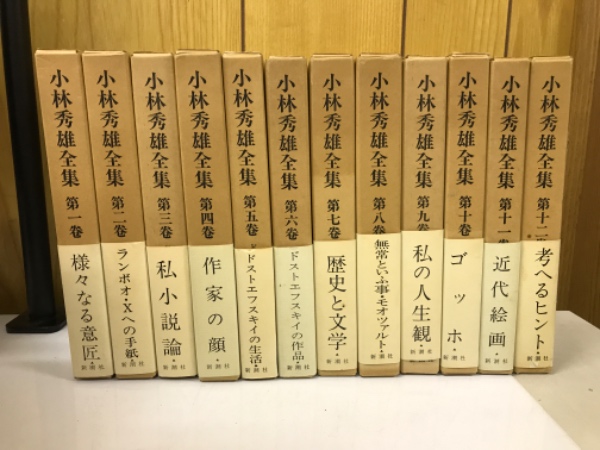 小林秀雄全集 第一巻
様々なる意匠・
新潮社
小林秀雄全集 第二巻
ランボオ・Xへの手紙・
新潮社
小林秀雄全集 第三巻
私小説論・
新潮社
小林秀雄全集 第四巻
作家の顔・
新潮社
小林秀雄全集 第五巻
ドストエフスキイの生活・
新潮社
小林秀雄全集 第六巻
ドストエフスキイの作品・
新潮社
小林秀雄全集 第七巻
歴史と文学・
新潮社
小林秀雄全集 第八巻
無常といふ事・モオツァルト・
新潮社
小林秀雄全集 第九巻
私の人生観・
新潮社
小林秀雄全集 第十巻
ゴッホ・
新潮社
小林秀雄全集 第十一
近代絵画・
新潮社
小林秀雄全集 第十二
考へるヒント・
新潮社